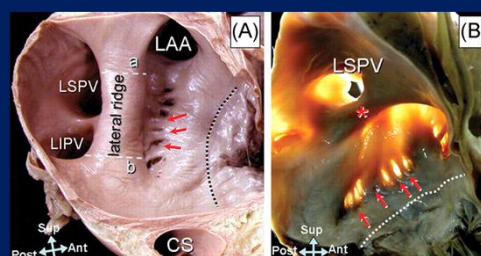 (A)
LAA
a
LSPV
lateral ridge
LIPV
b
CS
Sup
Post
Ant
(B)
LSPV
*
Sup
Post
Ant